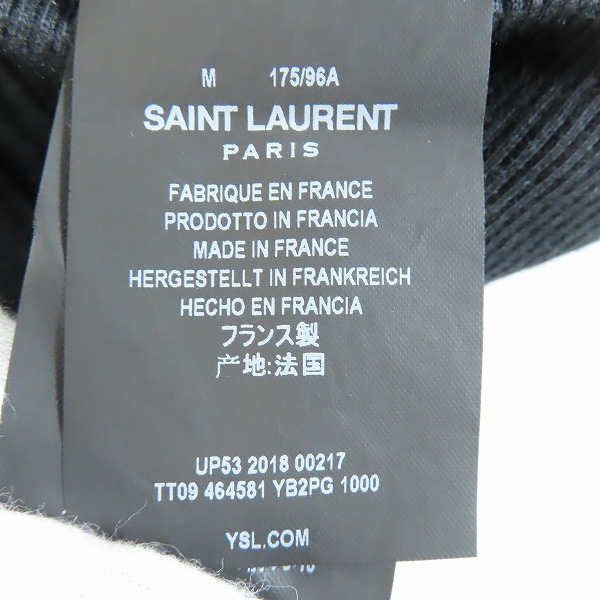 M 175/96A
SAINT LAURENT
PARIS
FABRIQUE EN FRANCE
PRODOTTO IN FRANCIA
MADE IN FRANCE
HERGESTELLT IN FRANKREICH
HECHO EN FRANCIA
フランス製
产地:法国
UP53 2018 00217
TT09 464581 YB2PG 1000
YSL.COM